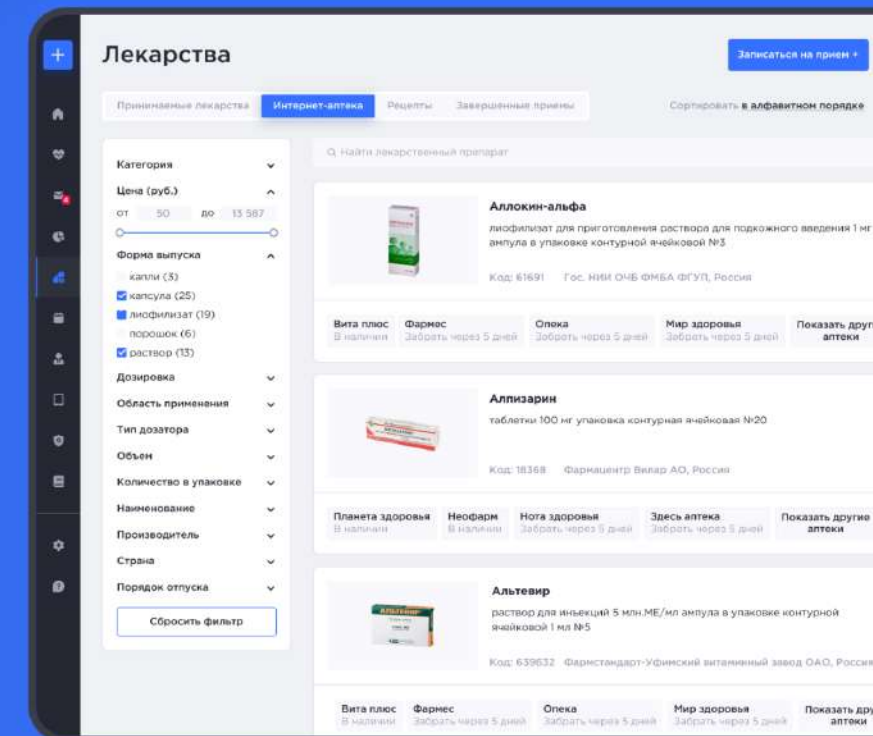 Лекарства
Записаться на прием +
Принимаемые лекарства Интернет-аптека Рецепты Завершенные приемы
Сортировать в алфавитном порядке
4
Категория
Цена (руб.)
от 50 до 13 587
Форма выпуска
капли (3)
капсула (25)
лиофилизат (19)
порошок (6)
раствор (13)
Дозировка
Область применения
Тип дозатора
Объем
Количество в упаковке
Наименование
Производитель
Страна
Порядок отпуска
Сбросить фильтр
Найти лекарственный препарат
Аллокин-альфа
лиофилизат для приготовления раствора для подкожного введения 1 мг
ампула в упаковке контурной ячейковой №3
Код: 61691 Гос. НИИ ОЧБ ФМБА ФГУП, Россия
Вита плюс Фармес Опека Мир здоровья Показать друг
В наличии Забрать через 5 дней Забрать через 5 дней Забрать через 5 дней аптеки
Алпизарин
таблетки 100 мг упаковка контурная ячейковая №20
Код: 18368 Фармацентр Вилар АО, Россия
Планета здоровья Неофарм Нота здоровья Здесь аптека Показать другие
В наличии В наличии Забрать через 5 дней Забрать через 5 дней аптеки
Альтевир
раствор для инъекций 5 млн.МЕ/мл ампула в упаковке контурной
ячейковой 1 мл №5
Код: 639632 Фармстандарт-Уфимский витаминный завод ОАО, Россия
АЛЬТЕВИР
Вита плюс Фармес Опека Мир здоровья Показать дру
В наличии Забрать через 5 дней Забрать через 5 дней Забрать через 5 дней аптеки